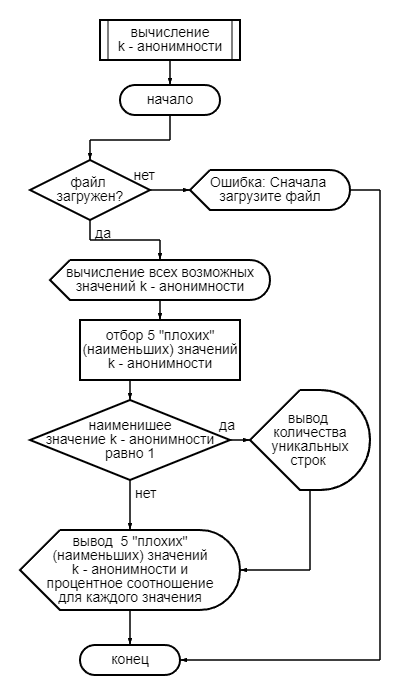 вычисление
k - анонимности
начало
файл
загружен?
нет
Ошибка: Сначала
загрузите файл
да
вычисление всех возможных
значений k - анонимности
отбор 5 "плохих"
(наименьших) значений
k - анонимности
наименишее
значение k - анонимности
равно 1
да
вывод
количества
уникальных
строк
нет
вывод 5 "плохих"
(наименьших) значений
k - анонимности и
процентное соотношение
для каждого значения
конец